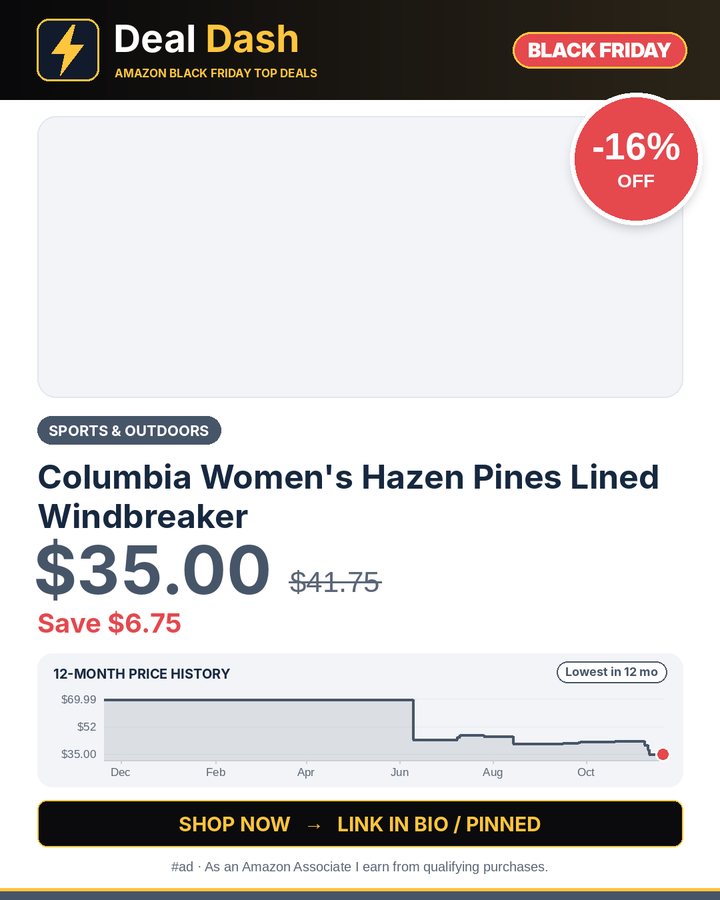 Deal Dash
AMAZON BLACK FRIDAY TOP DEALS
BLACK FRIDAY
-16%
OFF
SPORTS & OUTDOORS
Columbia Women's Hazen Pines Lined
Windbreaker
$35.00 $41.75
Save $6.75
12-MONTH PRICE HISTORY
Lowest in 12 mo
$69.99
$52
$35.00
Dec Feb Apr Jun Aug Oct
SHOP NOW → LINK IN BIO / PINNED
#ad · As an Amazon Associate I earn from qualifying purchases.